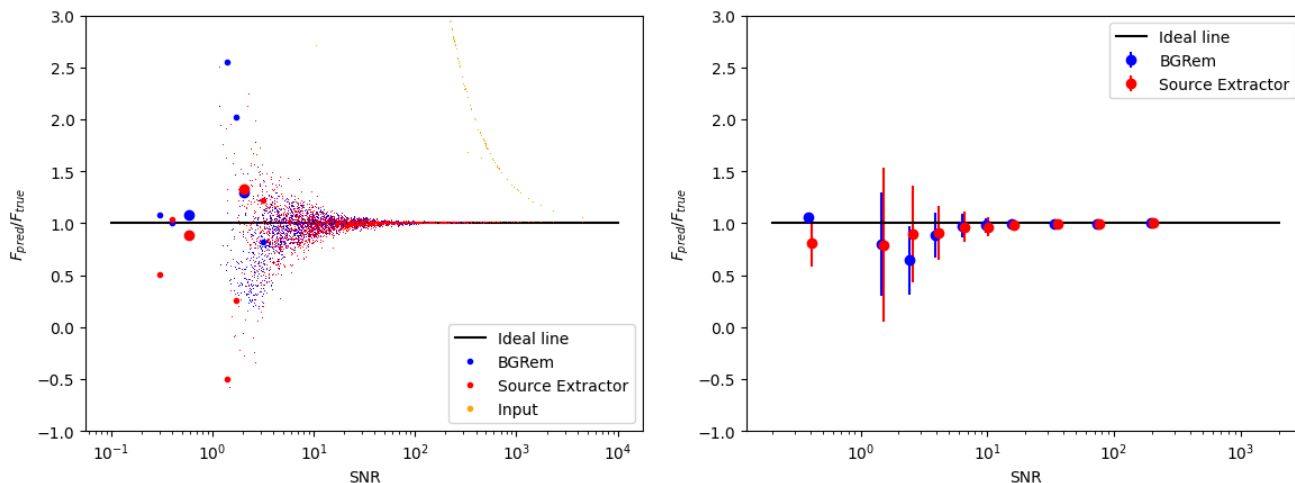 3.0
2.5
2.0
1.5
1.0
0.5
0.0
−0.5
−1.0
F_pred/F_true
10^−1
10^0
10^1
10^2
10^3
10^4
SNR
Ideal line
BGRem
Source Extractor
Input
3.0
2.5
2.0
1.5
1.0
0.5
0.0
−0.5
−1.0
F_pred/F_true
10^0
10^1
10^2
10^3
SNR
Ideal line
BGRem
Source Extractor